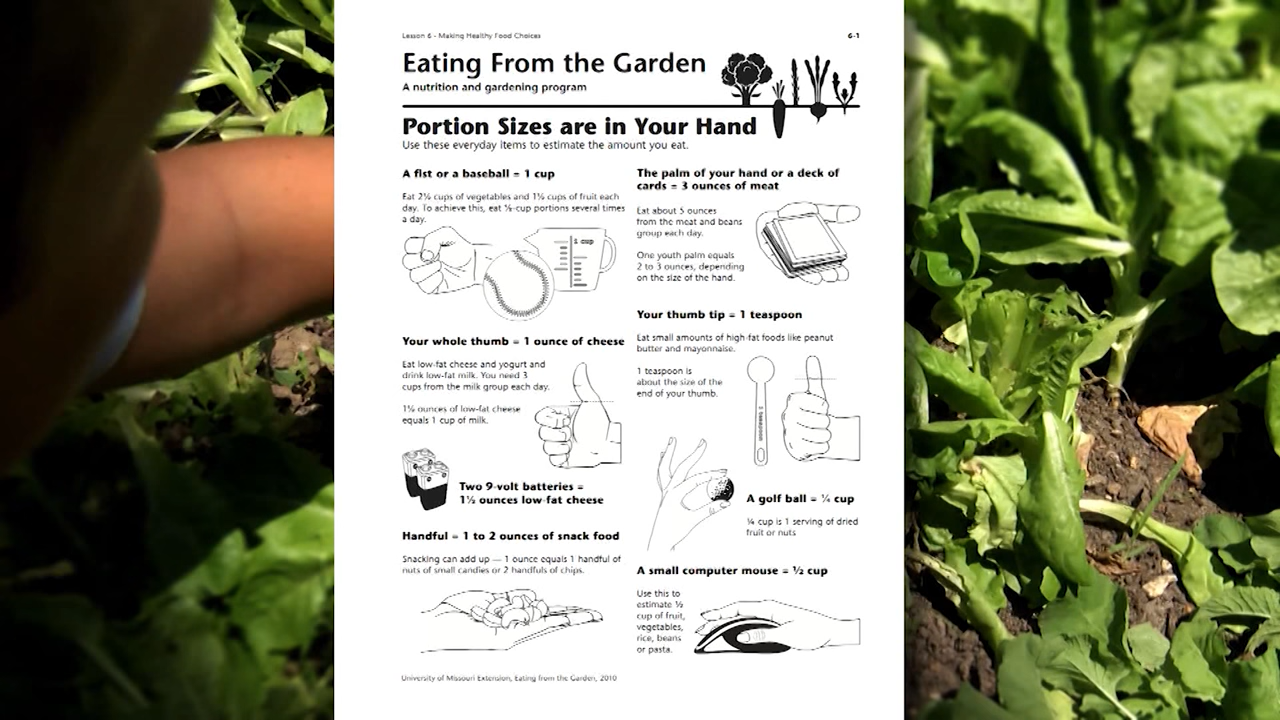 Lesson 6 - Making Healthy Food Choices
6-1
Eating From the Garden
A nutrition and gardening program
Portion Sizes are in Your Hand
Use these everyday items to estimate the amount you eat.
A fist or a baseball = 1 cup
Eat 2½ cups of vegetables and 1½ cups of fruit each
day. To achieve this, eat ½-cup portions several times
a day.
1 cup
Your whole thumb = 1 ounce of cheese
Eat low-fat cheese and yogurt and
drink low-fat milk. You need 3
cups from the milk group each day.
1½ ounces of low-fat cheese
equals 1 cup of milk.
Two 9-volt batteries =
1½ ounces low-fat cheese
Handful = 1 to 2 ounces of snack food
Snacking can add up — 1 ounce equals 1 handful of
nuts of small candies or 2 handfuls of chips.
The palm of your hand or a deck of
cards = 3 ounces of meat
Eat about 5 ounces
from the meat and beans
group each day.
One youth palm equals
2 to 3 ounces, depending
on the size of the hand.
Your thumb tip = 1 teaspoon
Eat small amounts of high-fat foods like peanut
butter and mayonnaise.
1 teaspoon is
about the size of the
end of your thumb.
1 teaspoon
A golf ball = ¼ cup
¼ cup is 1 serving of dried
fruit or nuts
A small computer mouse = ½ cup
Use this to
estimate ½
cup of fruit,
vegetables,
rice, beans
or pasta.
University of Missouri Extension, Eating from the Garden, 2010